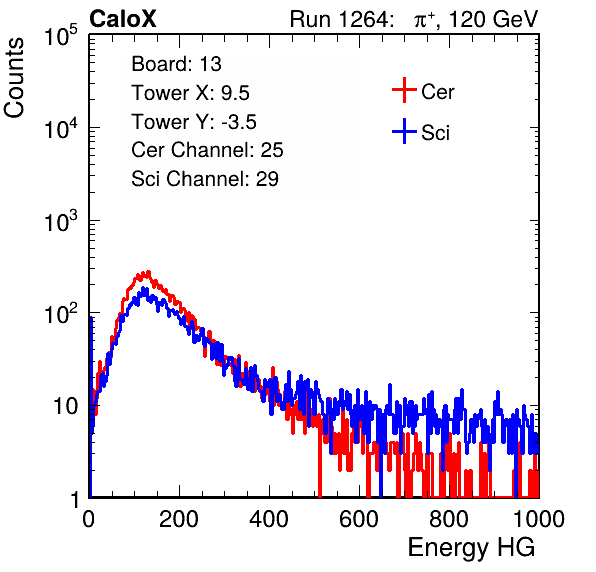 CaloX Run 1264: π⁺, 120 GeV
Counts
10⁵
10⁴
10³
10²
10
1
Board: 13
Tower X: 9.5
Tower Y: -3.5
Cer Channel: 25
Sci Channel: 29
Cer
Sci
0 200 400 600 800 1000
Energy HG